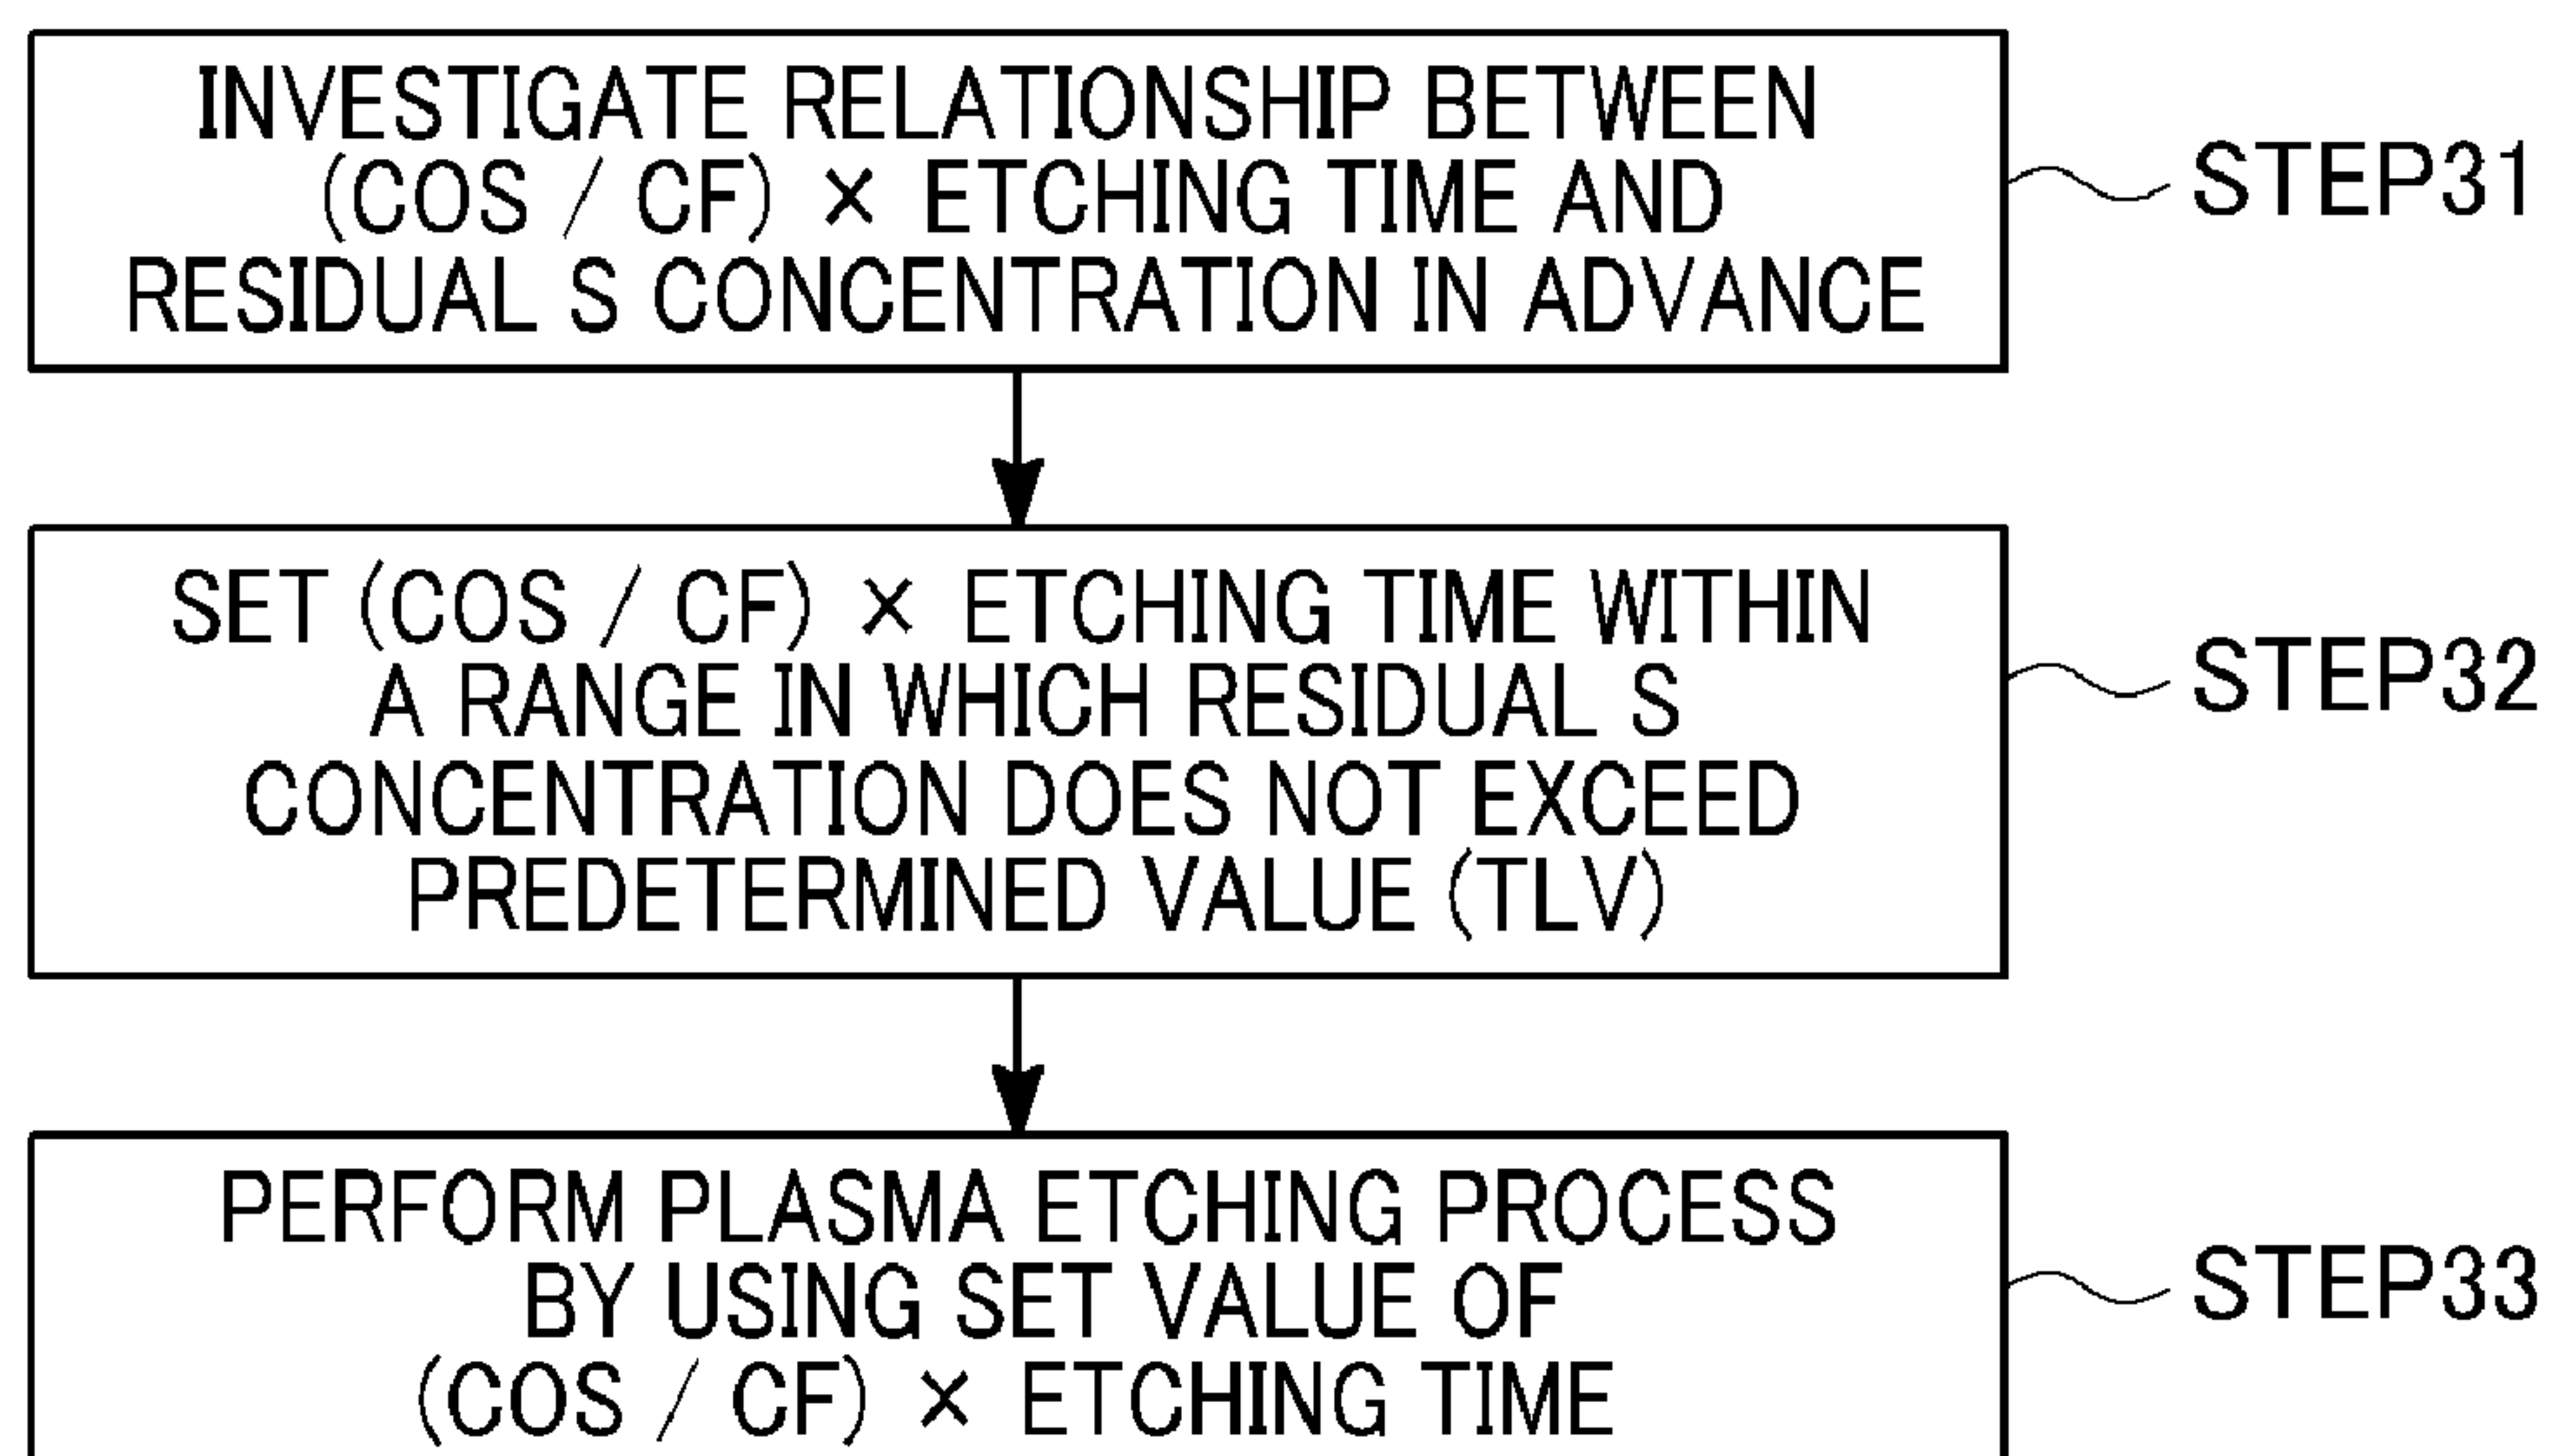 INVESTIGATE RELATIONSHIP BETWEEN
(COS / CF) × ETCHING TIME AND
RESIDUAL S CONCENTRATION IN ADVANCE
STEP31
SET (COS / CF) × ETCHING TIME WITHIN
A RANGE IN WHICH RESIDUAL S
CONCENTRATION DOES NOT EXCEED
PREDETERMINED VALUE (TLV)
STEP32
PERFORM PLASMA ETCHING PROCESS
BY USING SET VALUE OF
(COS / CF) × ETCHING TIME
STEP33